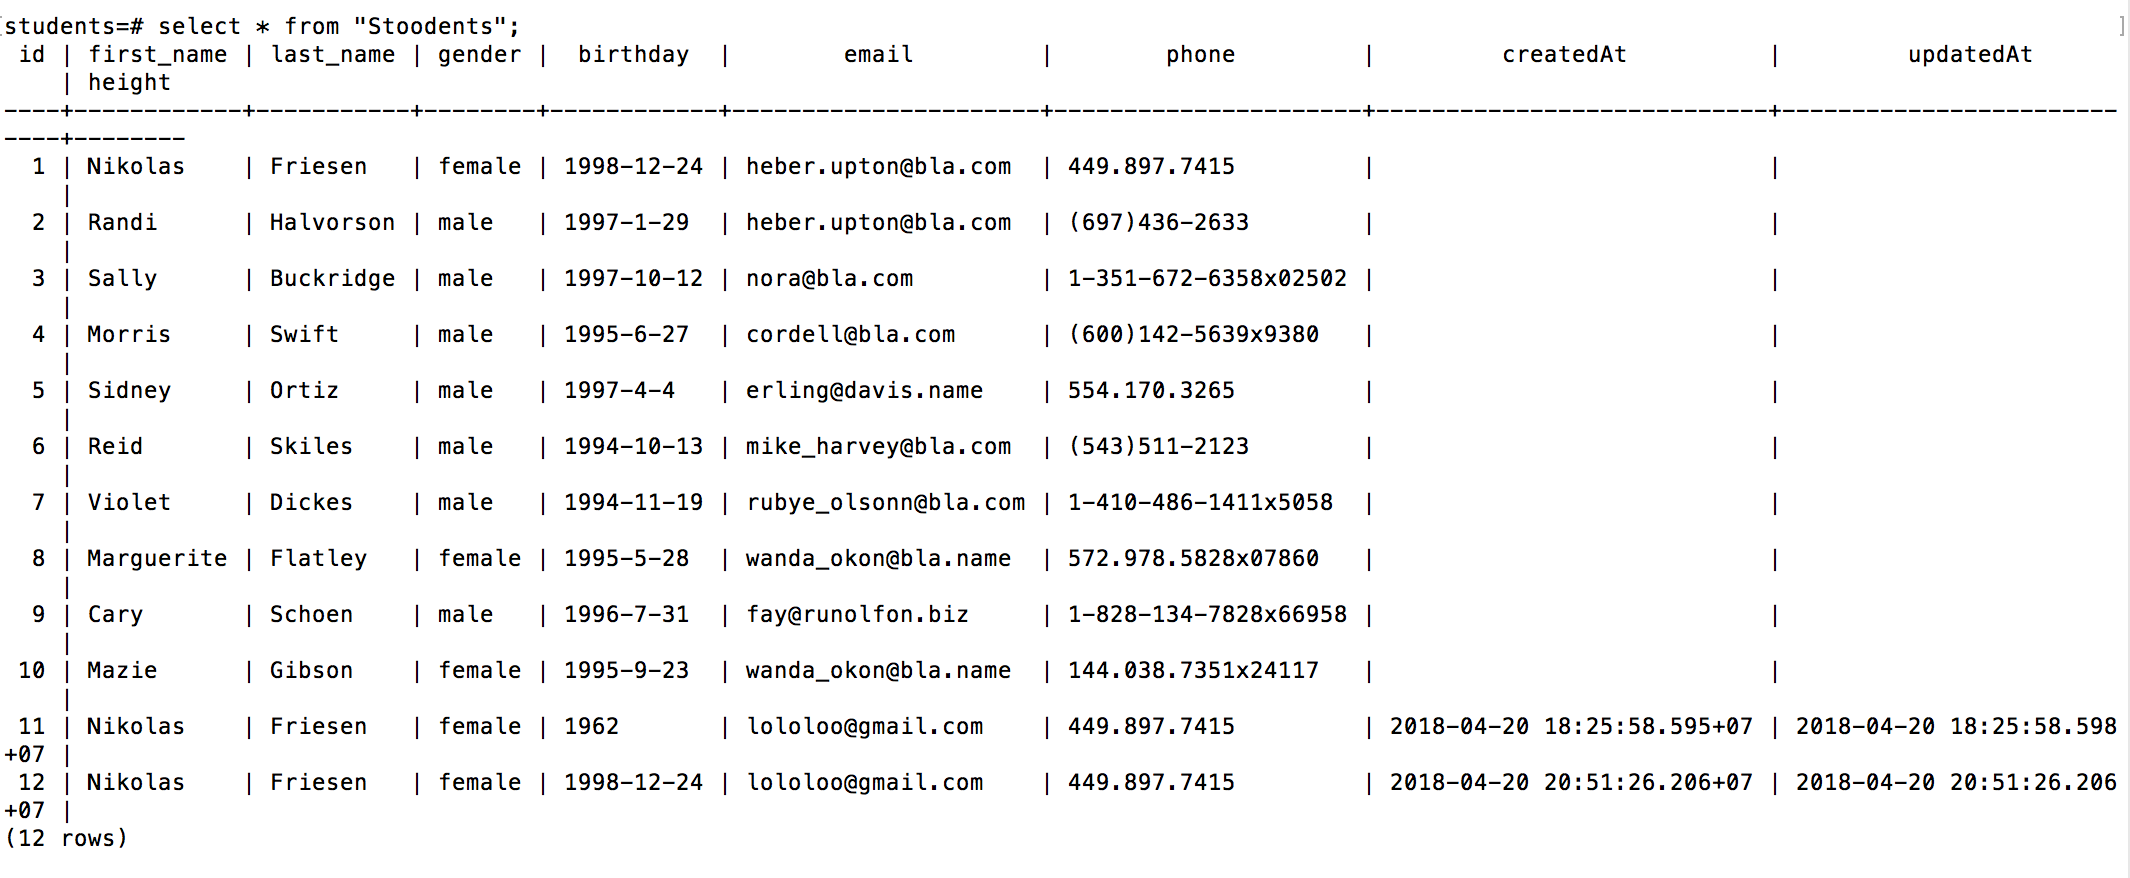 [students=# select * from "Stoodents"; ]
 id | first_name | last_name | gender |  birthday  |        email         |        phone         |         createdAt          |         updatedAt
    | height
----+------------+-----------+--------+------------+----------------------+----------------------+----------------------------+------------------------
----+--------
  1 | Nikolas    | Friesen   | female | 1998-12-24 | heber.upton@bla.com  | 449.897.7415         |                            |
    |
  2 | Randi      | Halvorson | male   | 1997-1-29  | heber.upton@bla.com  | (697)436-2633        |                            |
    |
  3 | Sally      | Buckridge | male   | 1997-10-12 | nora@bla.com         | 1-351-672-6358x02502 |                            |
    |
  4 | Morris     | Swift     | male   | 1995-6-27  | cordell@bla.com      | (600)142-5639x9380   |                            |
    |
  5 | Sidney     | Ortiz     | male   | 1997-4-4   | erling@davis.name    | 554.170.3265         |                            |
    |
  6 | Reid       | Skiles    | male   | 1994-10-13 | mike_harvey@bla.com  | (543)511-2123        |                            |
    |
  7 | Violet     | Dickes    | male   | 1994-11-19 | rubye_olsonn@bla.com | 1-410-486-1411x5058  |                            |
    |
  8 | Marguerite | Flatley   | female | 1995-5-28  | wanda_okon@bla.name  | 572.978.5828x07860   |                            |
    |
  9 | Cary       | Schoen    | male   | 1996-7-31  | fay@runolfon.biz     | 1-828-134-7828x66958 |                            |
    |
 10 | Mazie      | Gibson    | female | 1995-9-23  | wanda_okon@bla.name  | 144.038.7351x24117   |                            |
    |
 11 | Nikolas    | Friesen   | female | 1962       | lololoo@gmail.com    | 449.897.7415         | 2018-04-20 18:25:58.595+07 | 2018-04-20 18:25:58.598
+07 |
 12 | Nikolas    | Friesen   | female | 1998-12-24 | lololoo@gmail.com    | 449.897.7415         | 2018-04-20 20:51:26.206+07 | 2018-04-20 20:51:26.206
+07 |
(12 rows)